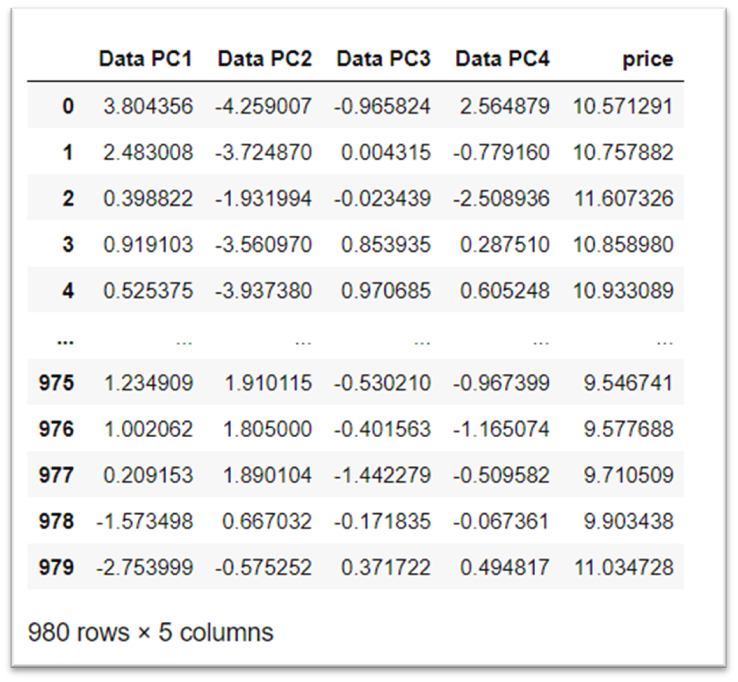 Data PC1 Data PC2 Data PC3 Data PC4 price
0 3.804356 -4.259007 -0.965824 2.564879 10.571291
1 2.483008 -3.724870 0.004315 -0.779160 10.757882
2 0.398822 -1.931994 -0.023439 -2.508936 11.607326
3 0.919103 -3.560970 0.853935 0.287510 10.858980
4 0.525375 -3.937380 0.970685 0.605248 10.933089
... ... ... ... ... ...
975 1.234909 1.910115 -0.530210 -0.967399 9.546741
976 1.002062 1.805000 -0.401563 -1.165074 9.577688
977 0.209153 1.890104 -1.442279 -0.509582 9.710509
978 -1.573498 0.667032 -0.171835 -0.067361 9.903438
979 -2.753999 -0.575252 0.371722 0.494817 11.034728
980 rows × 5 columns